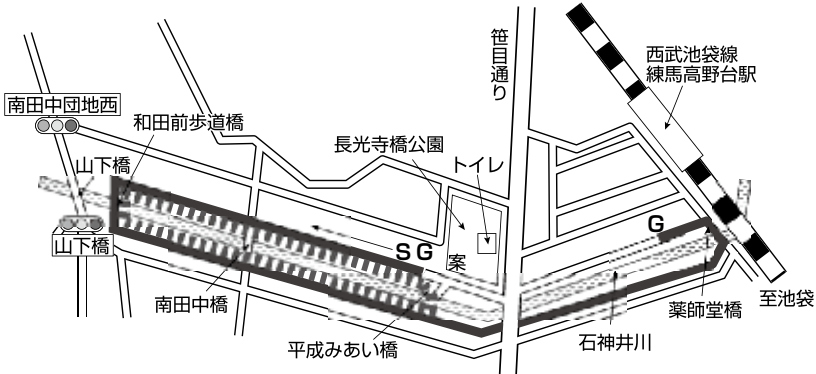 笹目通り
西武池袋線
練馬高野台駅
南田中団地西
和田前歩道橋
長光寺橋公園
トイレ
山下橋
山下橋
S G
案
G
南田中橋
平成みあい橋
石神井川
薬師堂橋
至池袋